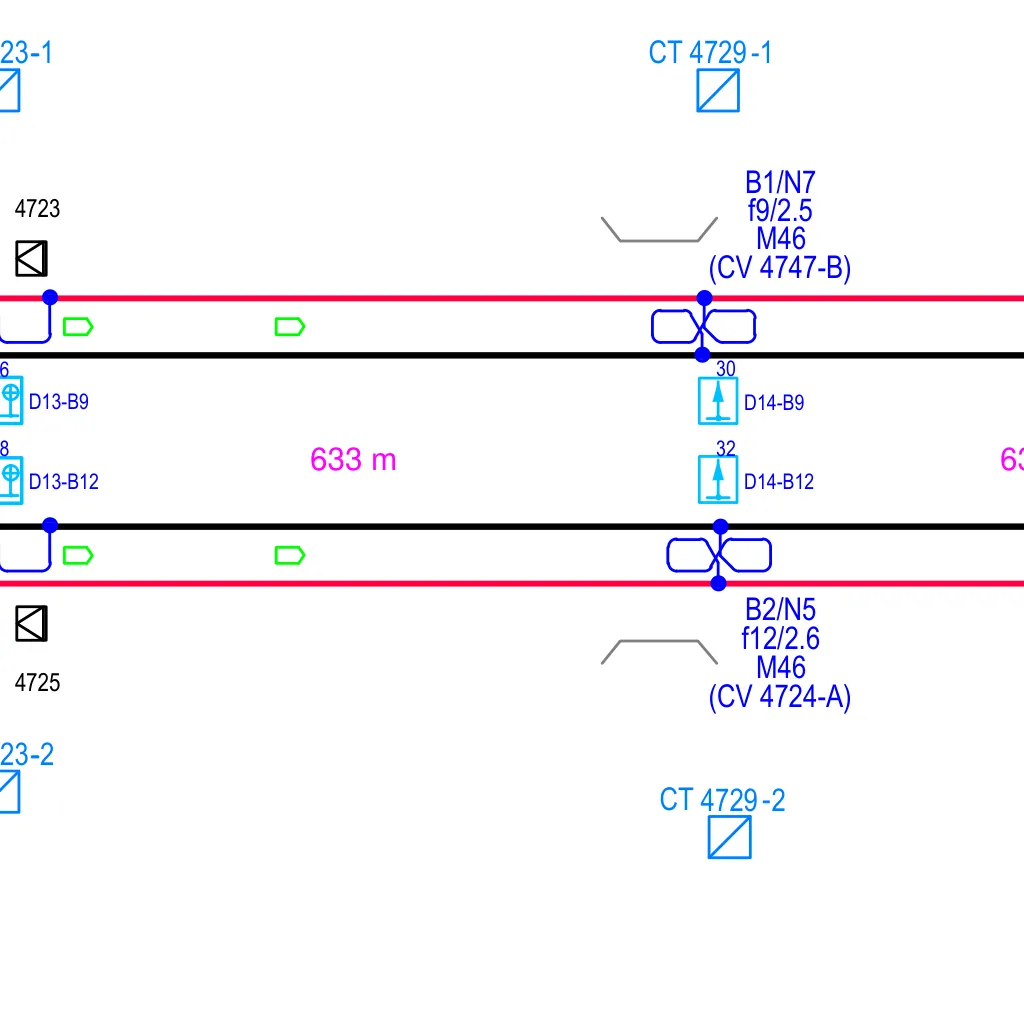 23-1
CT 4729-1
4723
B1/N7
f9/2.5
M46
(CV 4747-B)
6
D13-B9
30
D14-B9
8
D13-B12
633 m
32
D14-B12
63
4725
B2/N5
f12/2.6
M46
(CV 4724-A)
23-2
CT 4729-2